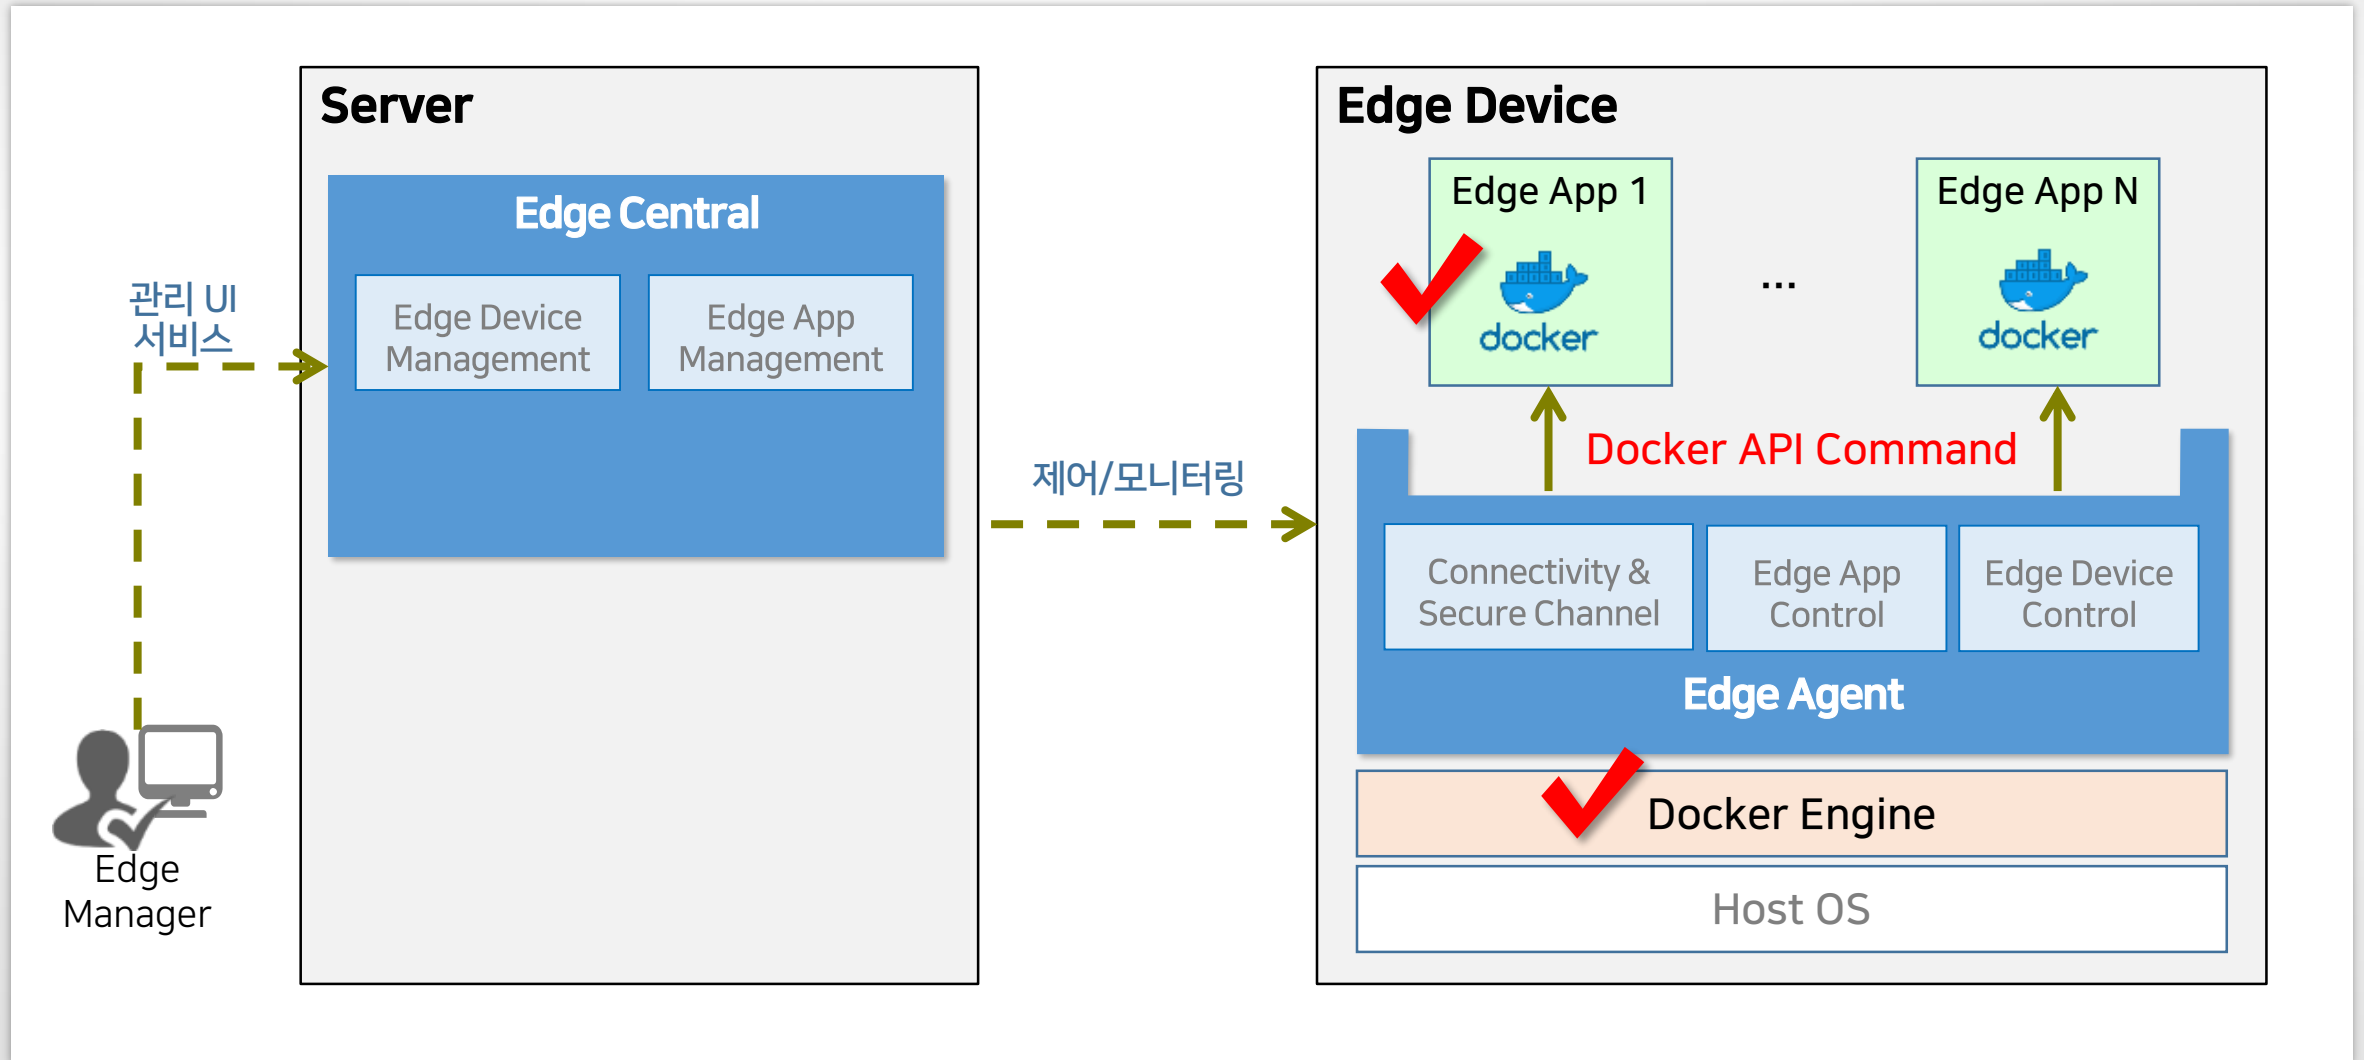 Server
Edge Central
Edge Device
Management
Edge App
Management
관리 UI
서비스
Edge
Manager
제어/모니터링
Edge Device
Edge App 1
docker
...
Edge App N
docker
Docker API Command
Connectivity &
Secure Channel
Edge App
Control
Edge Device
Control
Edge Agent
Docker Engine
Host OS